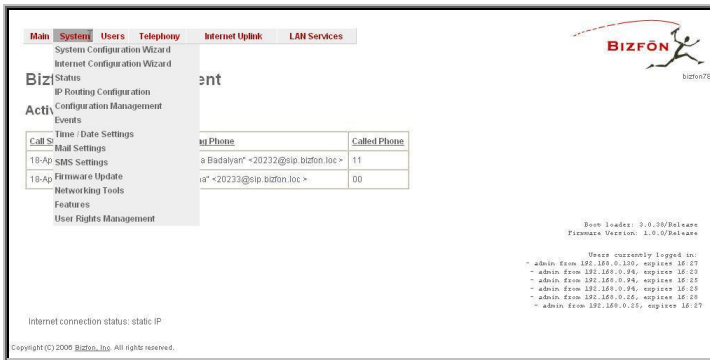 Main System Users Telephony Internet Uplink LAN Services
BIZFŌN
bizfon78
System Configuration Wizard
Internet Configuration Wizard
Status
IP Routing Configuration
Configuration Management
Events
Time / Date Settings
Mail Settings
SMS Settings
Firmware Update
Networking Tools
Features
User Rights Management
Biz ent
Activ
Call S g Phone Called Phone
18-Ap a Badalyan" <20232@sip.bizfon.loc> 11
18-Ap <20233@sip.bizfon.loc> 00
Boot loader: 3.0.38/Release
Firmware Version: 1.0.0/Release
Users currently logged in:
- admin from 192.168.0.130, expires 16:27
- admin from 192.168.0.94, expires 16:23
- admin from 192.168.0.94, expires 16:25
- admin from 192.168.0.94, expires 16:28
- admin from 192.168.0.26, expires 16:28
- admin from 192.168.0.25, expires 16:27
Internet connection status: static IP
Copyright (C) 2006 Bizfon, Inc. All rights reserved.